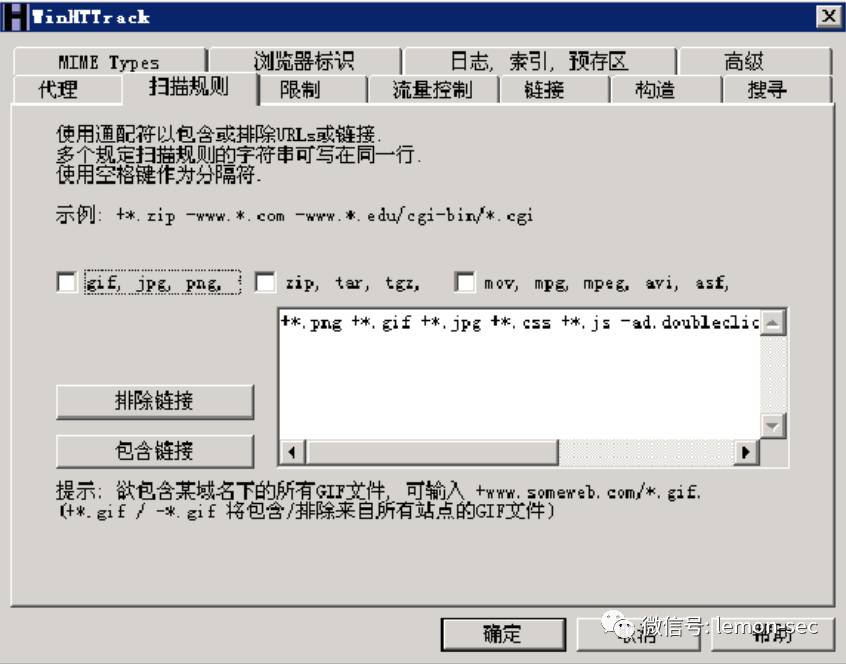 WinHTTrack
MIME Types 浏览器标识 日志, 索引, 预存区 高级
代理 扫描规则 限制 流量控制 链接 构造 搜寻
使用通配符以包含或排除URLs或链接.
多个规定扫描规则的字符串可写在同一行.
使用空格键作为分隔符.
示例: +*.zip -www.*.com -www.*.edu/cgi-bin/*.cgi
gif, jpg, png, zip, tar, tgz, mov, mpg, mpeg, avi, asf,
+*.png +*.gif +*.jpg +*.css +*.js -ad.doubleclic
排除链接
包含链接
提示: 欲包含某域名下的所有GIF文件, 可输入 +www.someweb.com/*.gif.
(+*.gif / -*.gif 将包含/排除来自所有站点的GIF文件)
确定 取消 帮助
微信号: lemon-sec